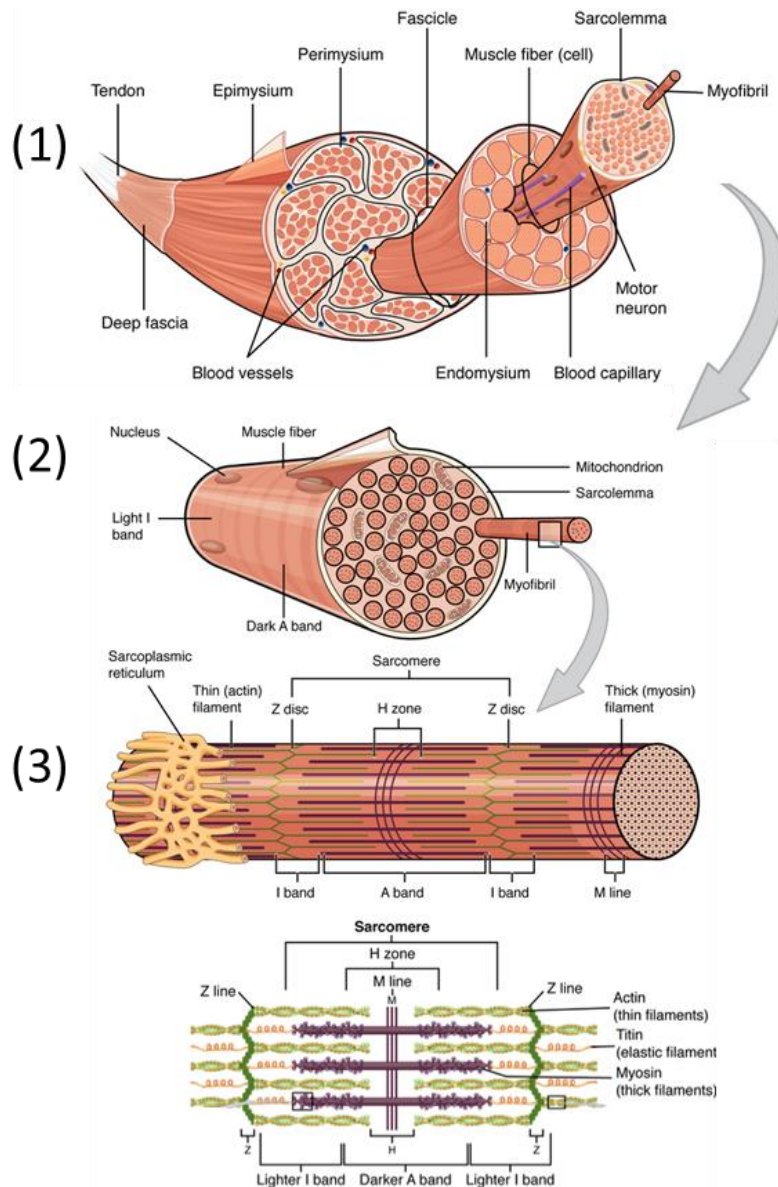 Fascicle
Sarcolemma
Perimysium
Muscle fiber (cell)
Tendon
Epimysium
Myofibril
(1)
Deep fascia
Motor
neuron
Blood vessels
Endomysium
Blood capillary
(2)
Nucleus
Muscle fiber
Mitochondrion
Sarcolemma
Light I
band
Myofibril
Dark A band
Sarcoplasmic
reticulum
Sarcomere
Thin (actin)
filament
Z disc
H zone
Z disc
Thick (myosin)
filament
(3)
I band
A band
I band
M line
Sarcomere
H zone
M line
Z line
M
Z line
Actin
(thin filaments)
Titin
(elastic filament
Myosin
(thick filaments)
Z
H
Z
Lighter I band
Darker A band
Lighter I band